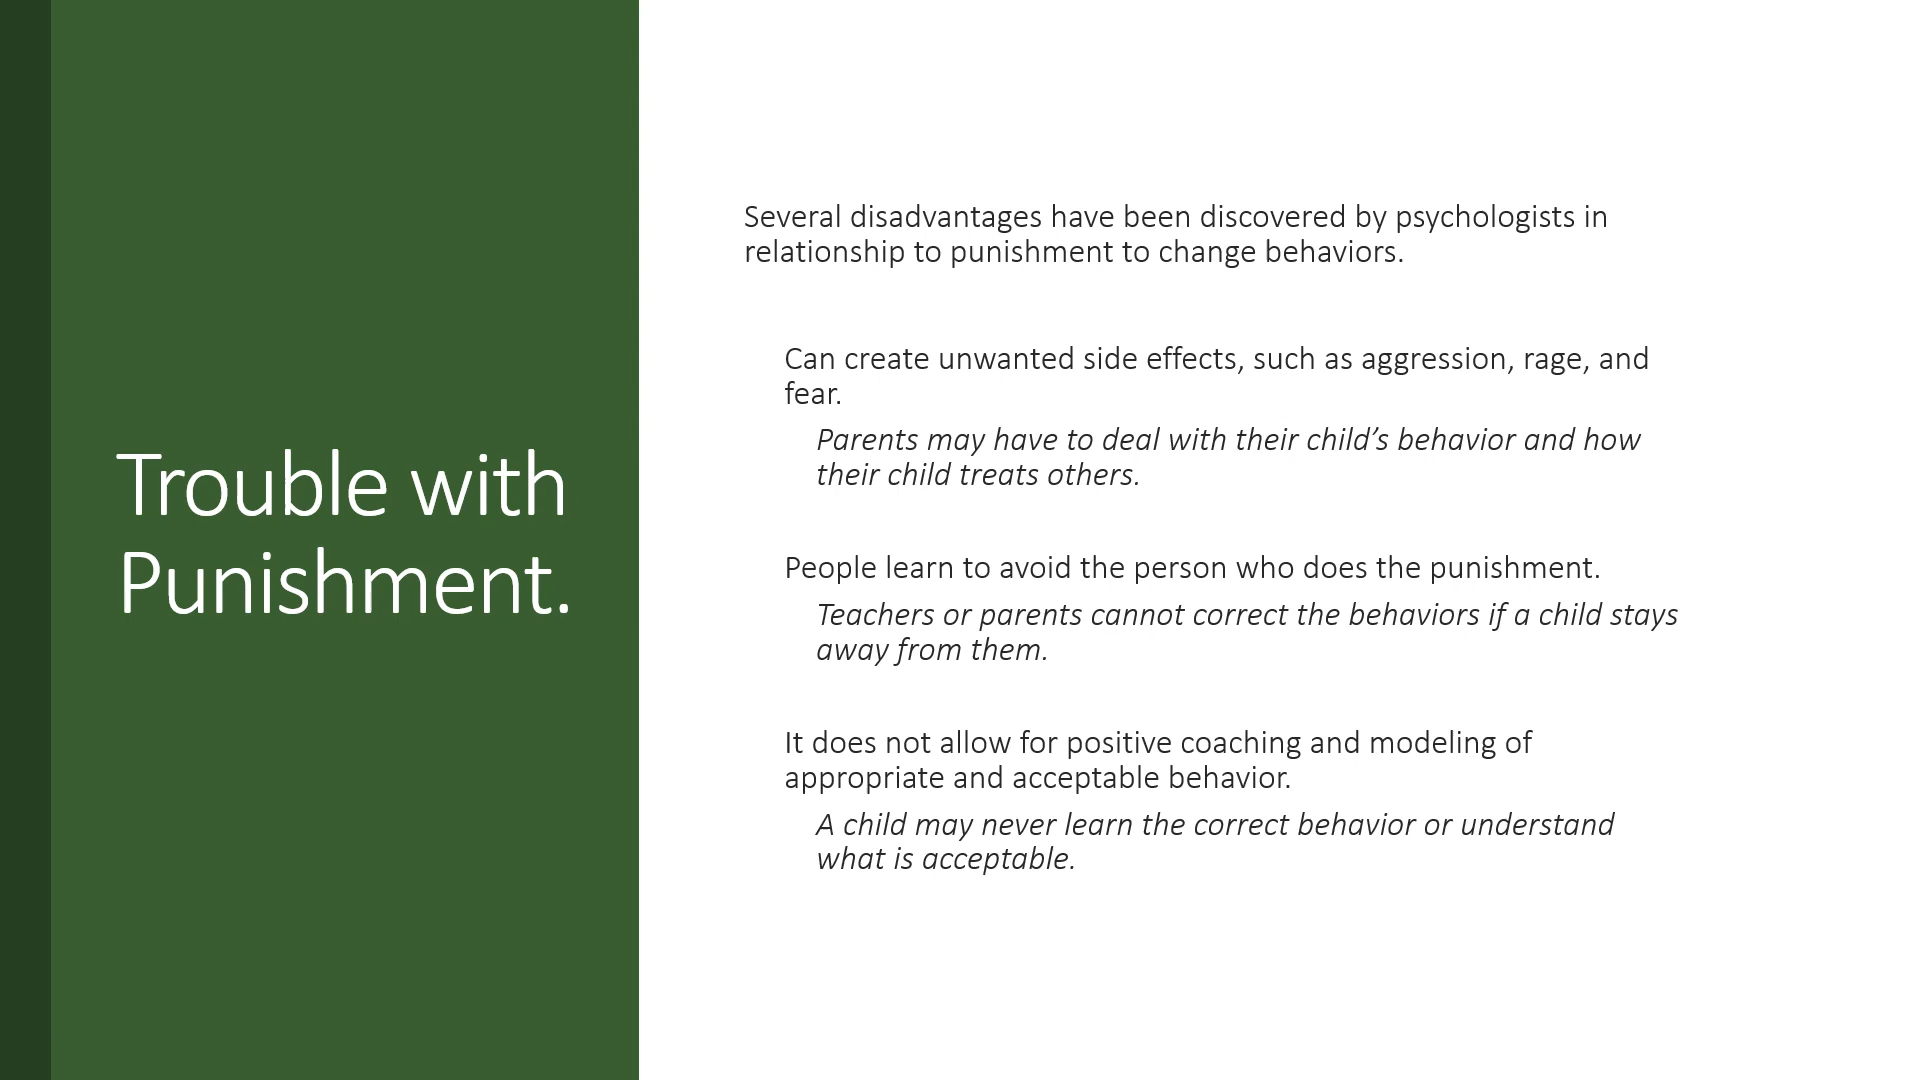 Trouble with
Punishment.
Several disadvantages have been discovered by psychologists in
relationship to punishment to change behaviors.
Can create unwanted side effects, such as aggression, rage, and
fear.
Parents may have to deal with their child’s behavior and how
their child treats others.
People learn to avoid the person who does the punishment.
Teachers or parents cannot correct the behaviors if a child stays
away from them.
It does not allow for positive coaching and modeling of
appropriate and acceptable behavior.
A child may never learn the correct behavior or understand
what is acceptable.